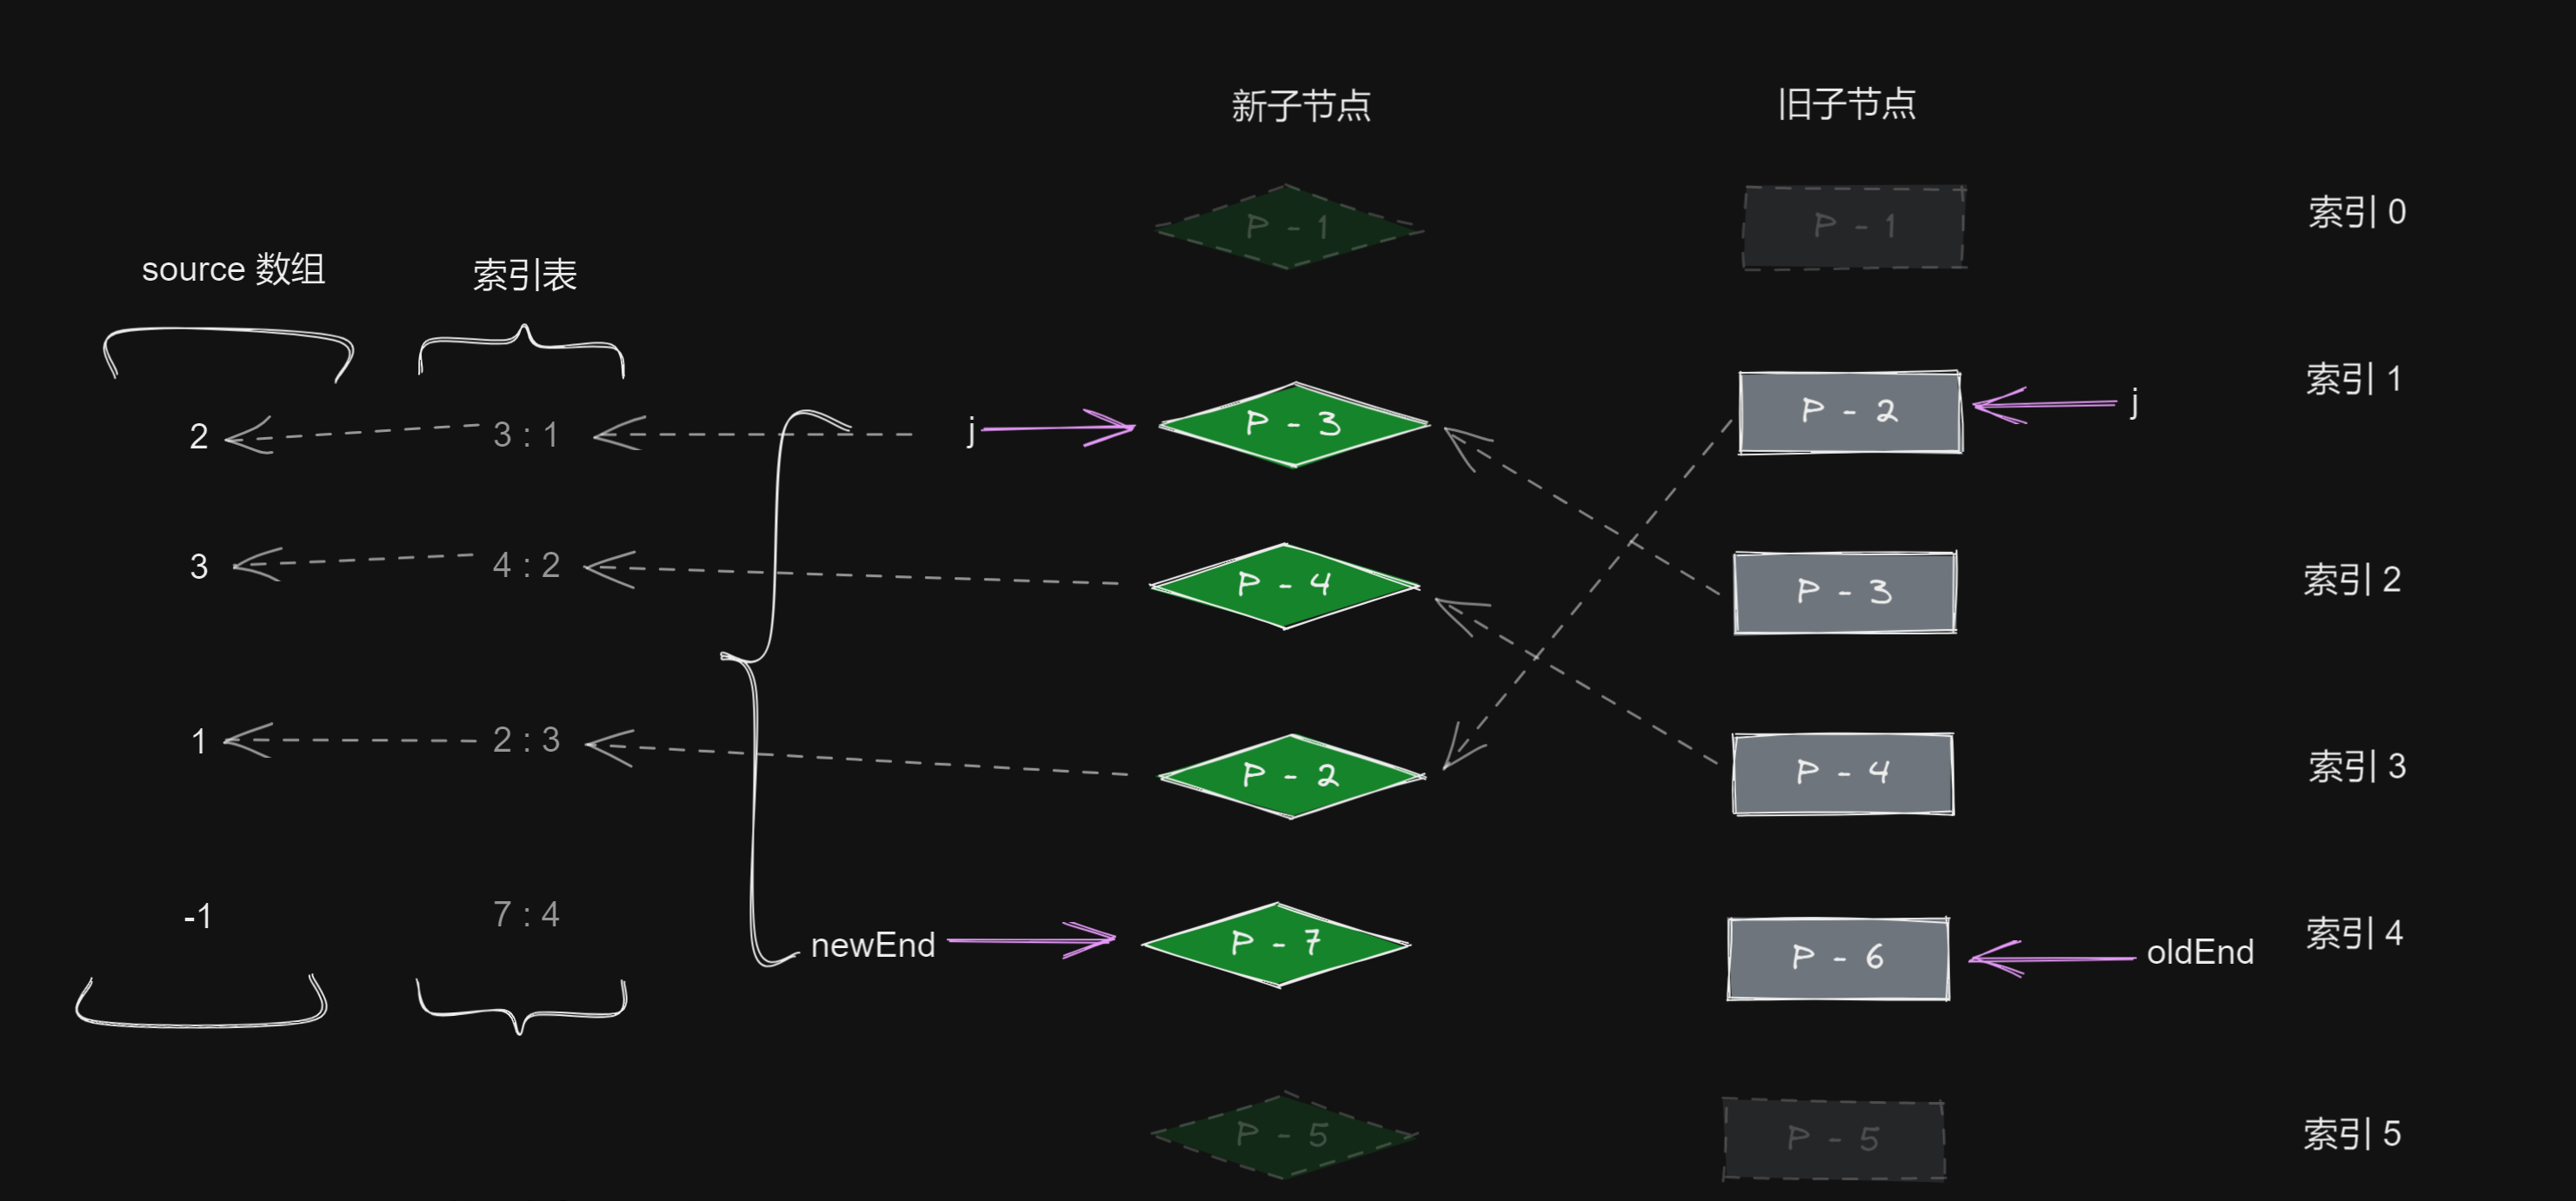 新子节点
旧子节点
P - 1
P - 1
索引 0
source 数组
索引表
2
3 : 1
j
P - 3
P - 2
j
索引 1
3
4 : 2
P - 4
P - 3
索引 2
1
2 : 3
P - 2
P - 4
索引 3
-1
7 : 4
newEnd
P - 7
P - 6
oldEnd
索引 4
P - 5
P - 5
索引 5